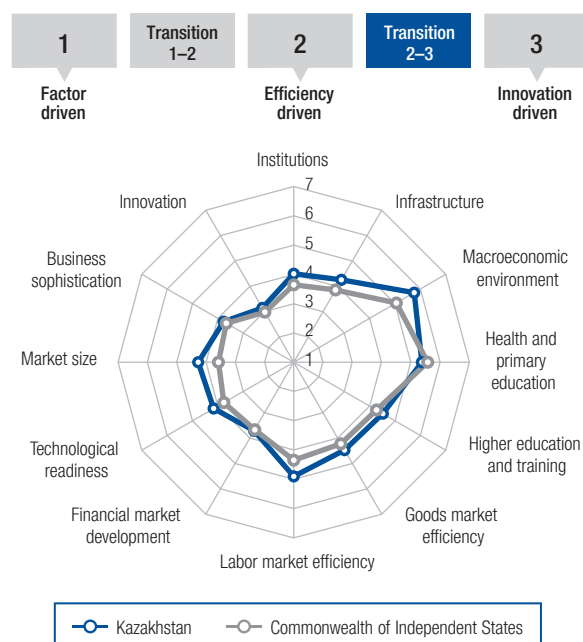 1
Transition
1–2
2
Transition
2–3
3
Factor
driven
Efficiency
driven
Innovation
driven
Institutions
Infrastructure
Macroeconomic
environment
Health and
primary
education
Higher education
and training
Goods market
efficiency
Labor market efficiency
Financial market
development
Technological
readiness
Market size
Business
sophistication
Innovation
7
6
5
4
3
2
1
Kazakhstan
Commonwealth of Independent States